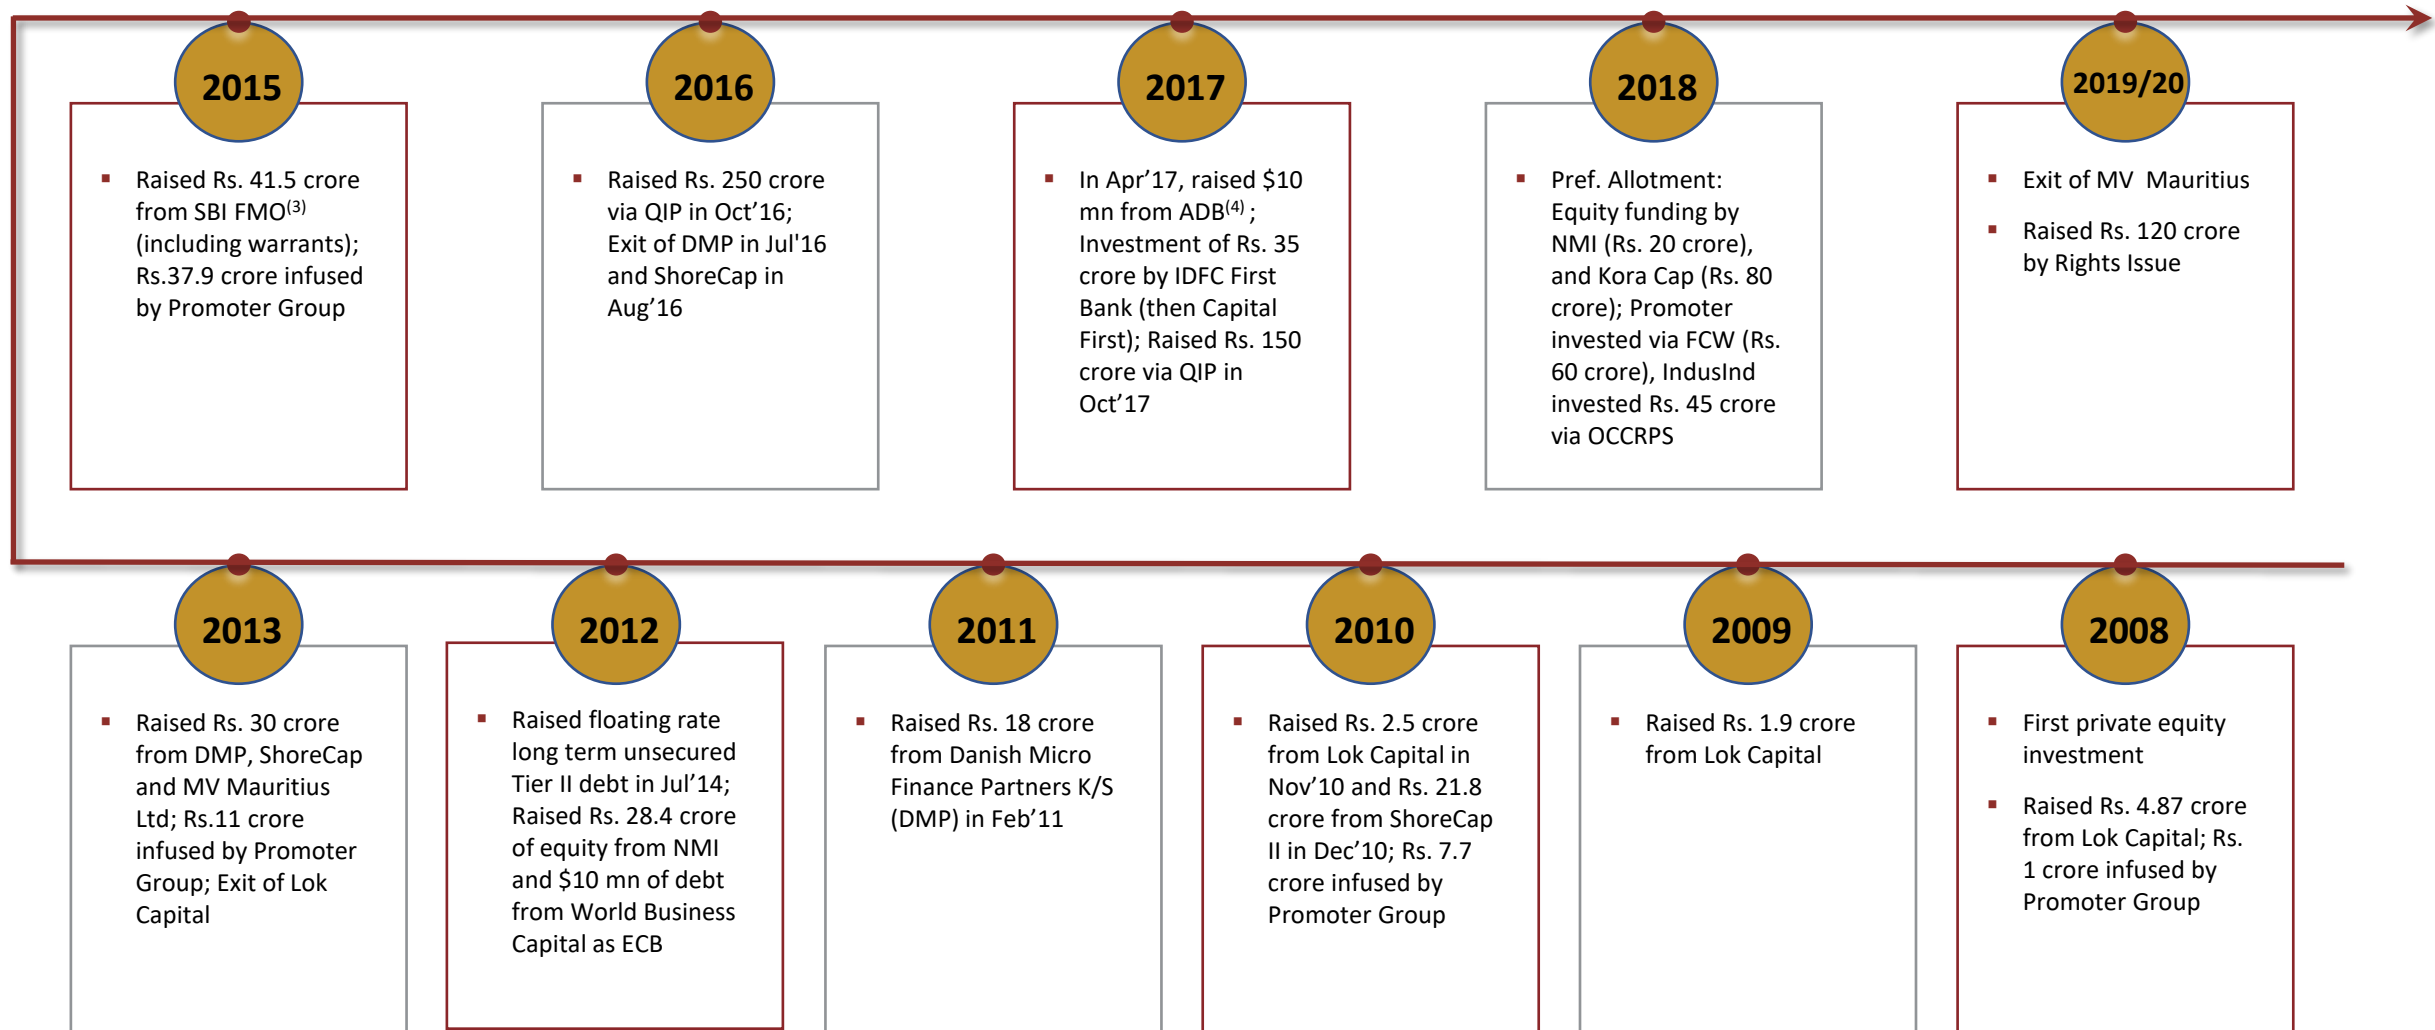 2015
Raised Rs. 41.5 crore
from SBI FMO(3)
(including warrants);
Rs.37.9 crore infused
by Promoter Group
2016
Raised Rs. 250 crore
via QIP in Oct’16;
Exit of DMP in Jul'16
and ShoreCap in
Aug’16
2017
In Apr’17, raised $10
mn from ADB(4) ;
Investment of Rs. 35
crore by IDFC First
Bank (then Capital
First); Raised Rs. 150
crore via QIP in
Oct’17
2018
Pref. Allotment:
Equity funding by
NMI (Rs. 20 crore),
and Kora Cap (Rs. 80
crore); Promoter
invested via FCW (Rs.
60 crore), IndusInd
invested Rs. 45 crore
via OCCRPS
2019/20
Exit of MV  Mauritius
Raised Rs. 120 crore
by Rights Issue
2013
Raised Rs. 30 crore
from DMP, ShoreCap
and MV Mauritius
Ltd; Rs.11 crore
infused by Promoter
Group; Exit of Lok
Capital
2012
Raised floating rate
long term unsecured
Tier II debt in Jul’14;
Raised Rs. 28.4 crore
of equity from NMI
and $10 mn of debt
from World Business
Capital as ECB
2011
Raised Rs. 18 crore
from Danish Micro
Finance Partners K/S
(DMP) in Feb’11
2010
Raised Rs. 2.5 crore
from Lok Capital in
Nov’10 and Rs. 21.8
crore from ShoreCap
II in Dec’10; Rs. 7.7
crore infused by
Promoter Group
2009
Raised Rs. 1.9 crore
from Lok Capital
2008
First private equity
investment
Raised Rs. 4.87 crore
from Lok Capital; Rs.
1 crore infused by
Promoter Group